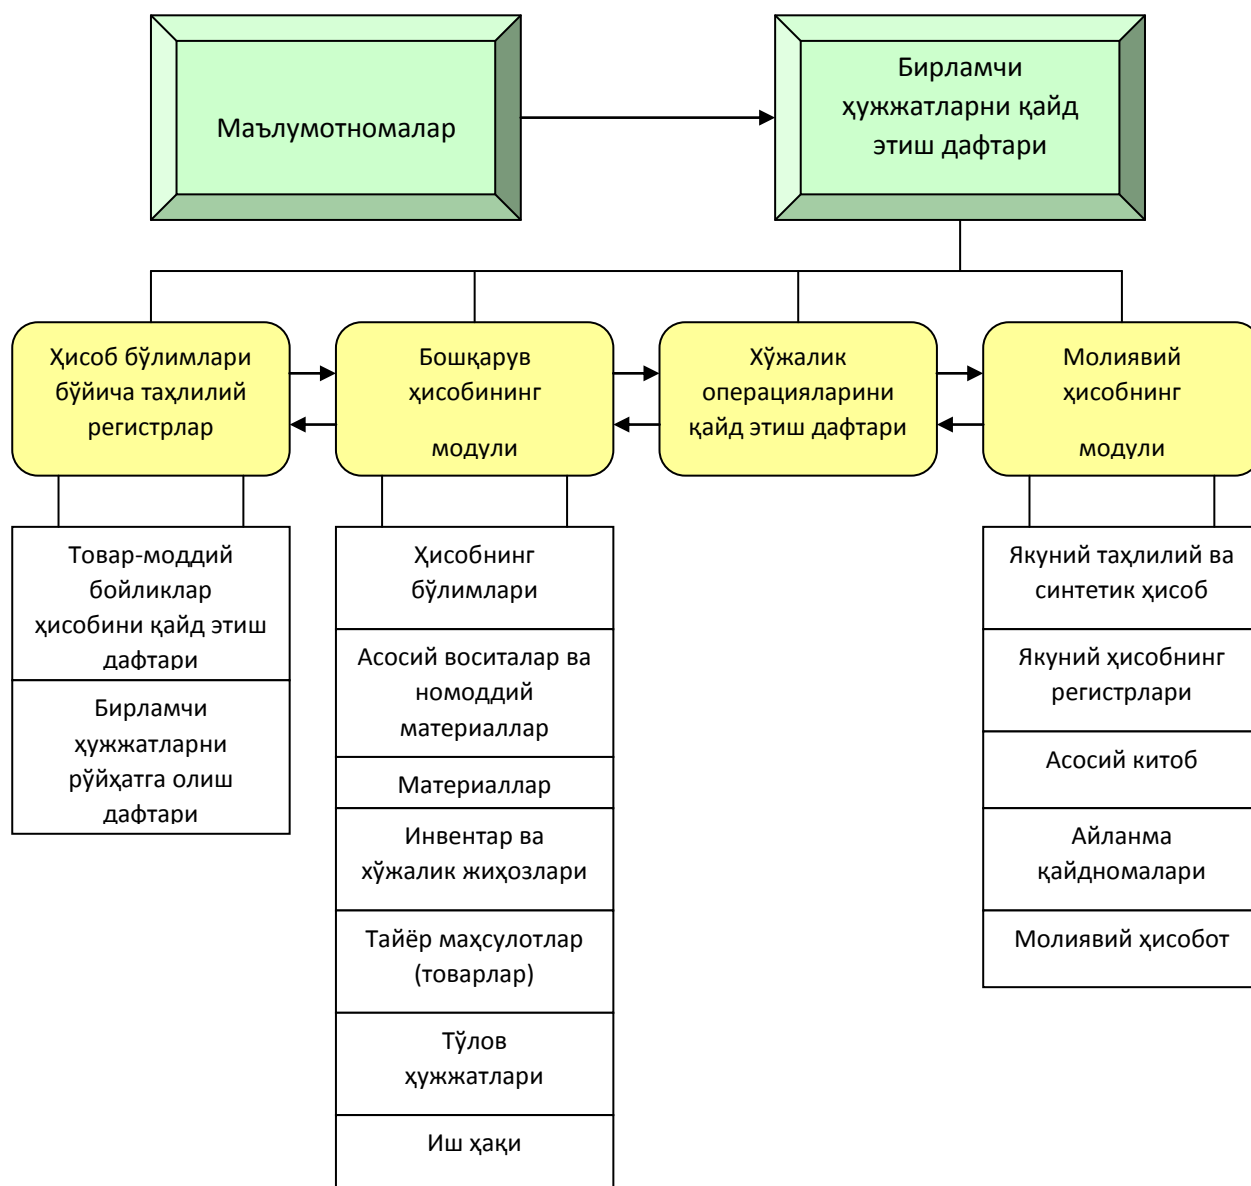 Маълумотномалар
Бирламчи
ҳужжатларни қайд
этиш дафтари
Ҳисоб бўлимлари
бўйича таҳлилий
регистрлар
Бошқарув
ҳисобининг
модули
Хўжалик
операцияларини
қайд этиш дафтари
Молиявий
ҳисобнинг
модули
Товар-моддий
бойликлар
ҳисобини қайд этиш
дафтари
Бирламчи
ҳужжатларни
рўйҳатга олиш
дафтари
Ҳисобнинг
бўлимлари
Асосий воситалар ва
номоддий
материаллар
Материаллар
Инвентар ва
хўжалик жиҳозлари
Тайёр маҳсулотлар
(товарлар)
Тўлов
ҳужжатлари
Иш ҳақи
Якуний таҳлилий ва
синтетик ҳисоб
Якуний ҳисобнинг
регистрлари
Асосий китоб
Айланма
қайдномалари
Молиявий ҳисобот